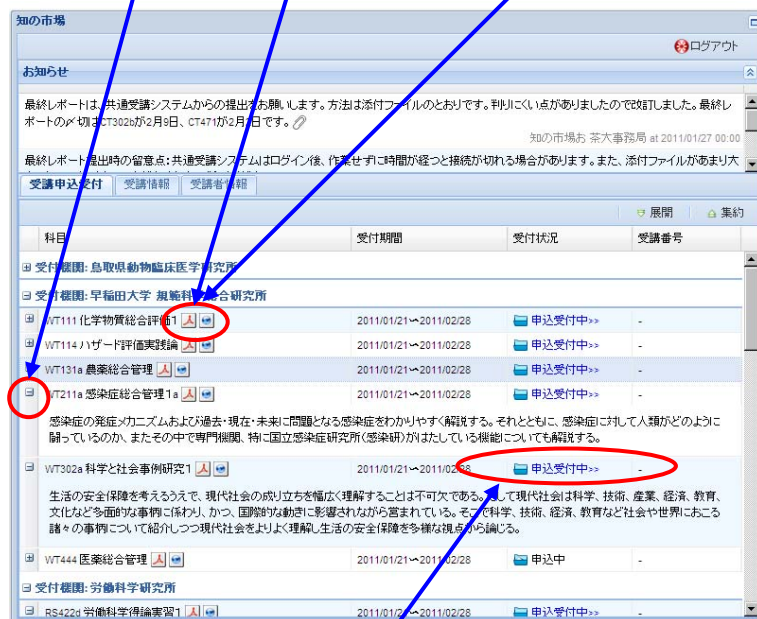 知の市場
ログアウト
お知らせ
最終レポートは、共通受講システムからの提出をお願いします。方法は添付ファイルのとおりです。判りにくい点がありましたので改訂しました。最終レ
ポートの〆切はCT302bが2月9日、CT471が2月
知の市場お茶大事務局 at 2011/01/27 00:00
最終レポート提出時の留意点:共通受講システムはログイン後、作業せずに時間が経つと接続が切れる場合があります。また、添付ファイルがあまり大
受講申込受付 受講情報 受講者情報
展開 集約
科目 受付期間 受付状況 受講番号
受付機関: 鳥取県動物臨床医学研究所
受付機関: 早稲田大学 規範科学総合研究所
WT111 化学物質総合評価1 2011/01/21～2011/02/28 申込受付中>> -
WT114 ハザード評価実践論 2011/01/21～2011/02/28 申込受付中>> -
WT131a 農薬総合管理 2011/01/21～2011/02/28 申込受付中>> -
WT211a 感染症総合管理1a 2011/01/21～2011/02/28 申込受付中>> -
感染症の発症メカニズムおよび過去・現在・未来に問題となる感染症をわかりやすく解説する。それとともに、感染症に対して人類がどのように
闘っているのか、またその中で専門機関、特に国立感染症研究所(感染研)がはたしている機能についても解説する。
WT302a 科学と社会事例研究1 2011/01/21～2011/02/28 申込受付中>> -
生活の安全保障を考えるうえで、現代社会の成り立ちを幅広く理解することは不可欠である。そして現代社会は科学、技術、産業、経済、教育、
文化など多面的な事柄に係わり、かつ、国際的な動きに影響されながら営まれている。そこで科学、技術、経済、教育など社会や世界におこる
諸々の事柄について紹介しつつ現代社会をよりよく理解し生活の安全保障を多様な視点から論じる。
WT444 医薬総合管理 2011/01/21～2011/02/28 申込中 -
受付機関: 労働科学研究所
RS422d 労働科学得論実習1 2011/01/21～2011/02/28 申込受付中>> -